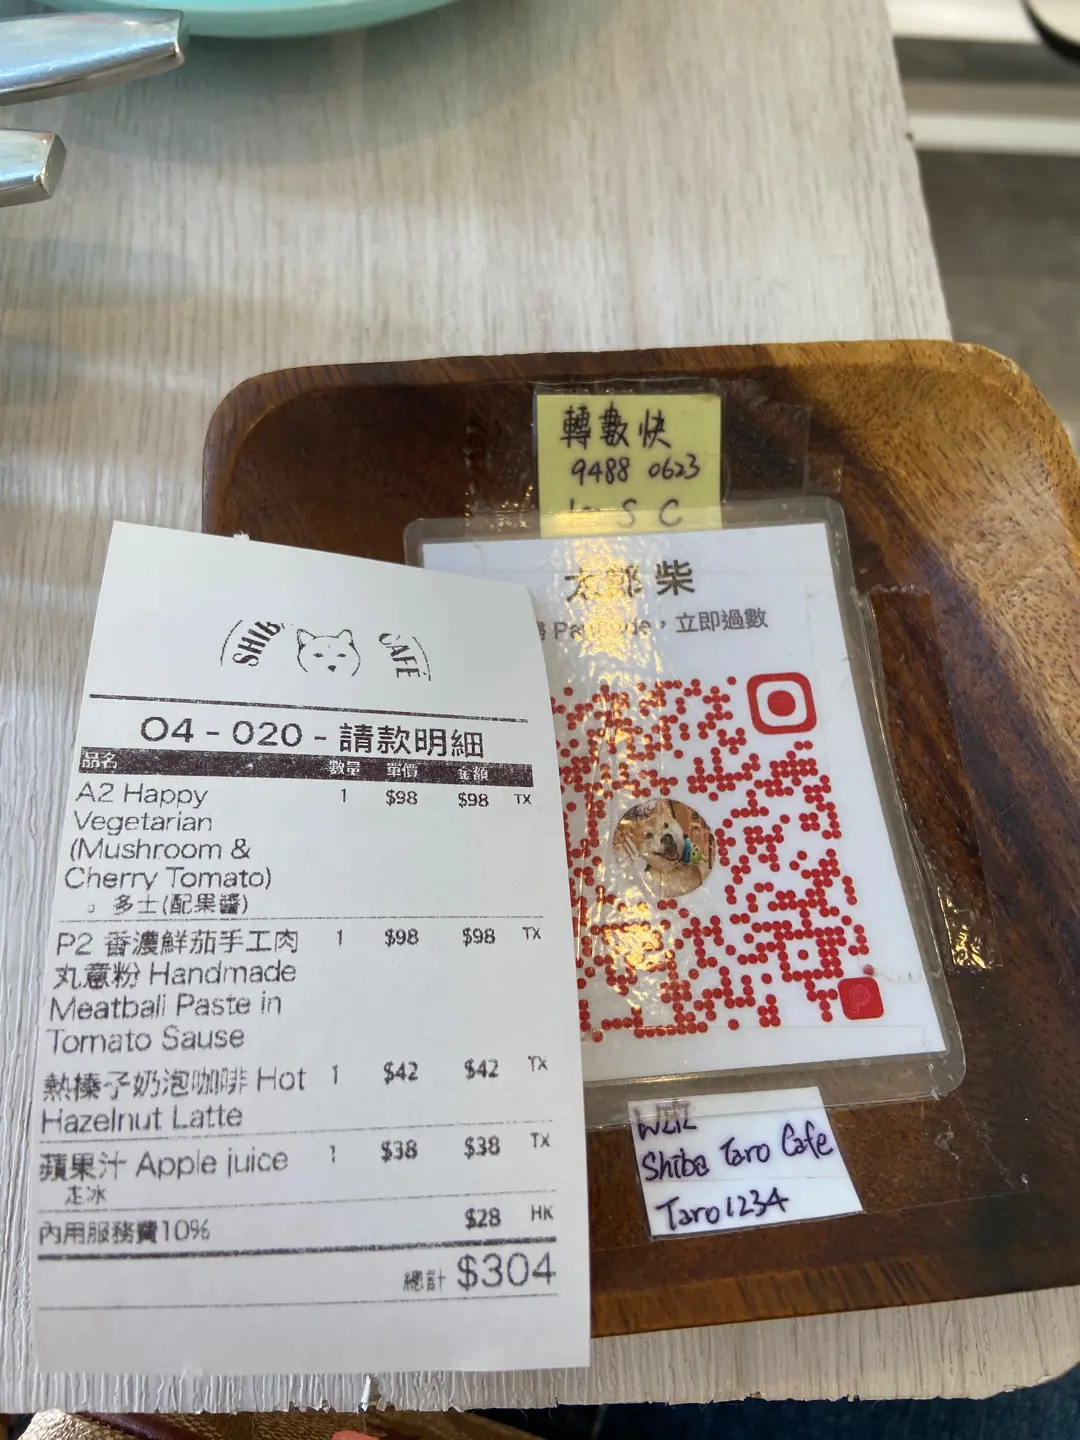 轉數快
9488 0623
S C
太郎柴
，立即過數
SHIB
CAFÉ
04 - 020 - 請款明細
品名 數量 單價 金額
A2 Happy 1 $98 $98 TX
Vegetarian
(Mushroom &
Cherry Tomato)
多士(配果醬)
P2 香濃鮮茄手工肉 1 $98 $98 TX
丸意粉 Handmade
Meatball Paste in
Tomato Sause
熱榛子奶泡咖啡 Hot 1 $42 $42 TX
Hazelnut Latte
蘋果汁 Apple juice 1 $38 $38 TX
走冰
內用服務費10% $28 HK
總計 $304
Shiba Taro Cafe
Taro1234